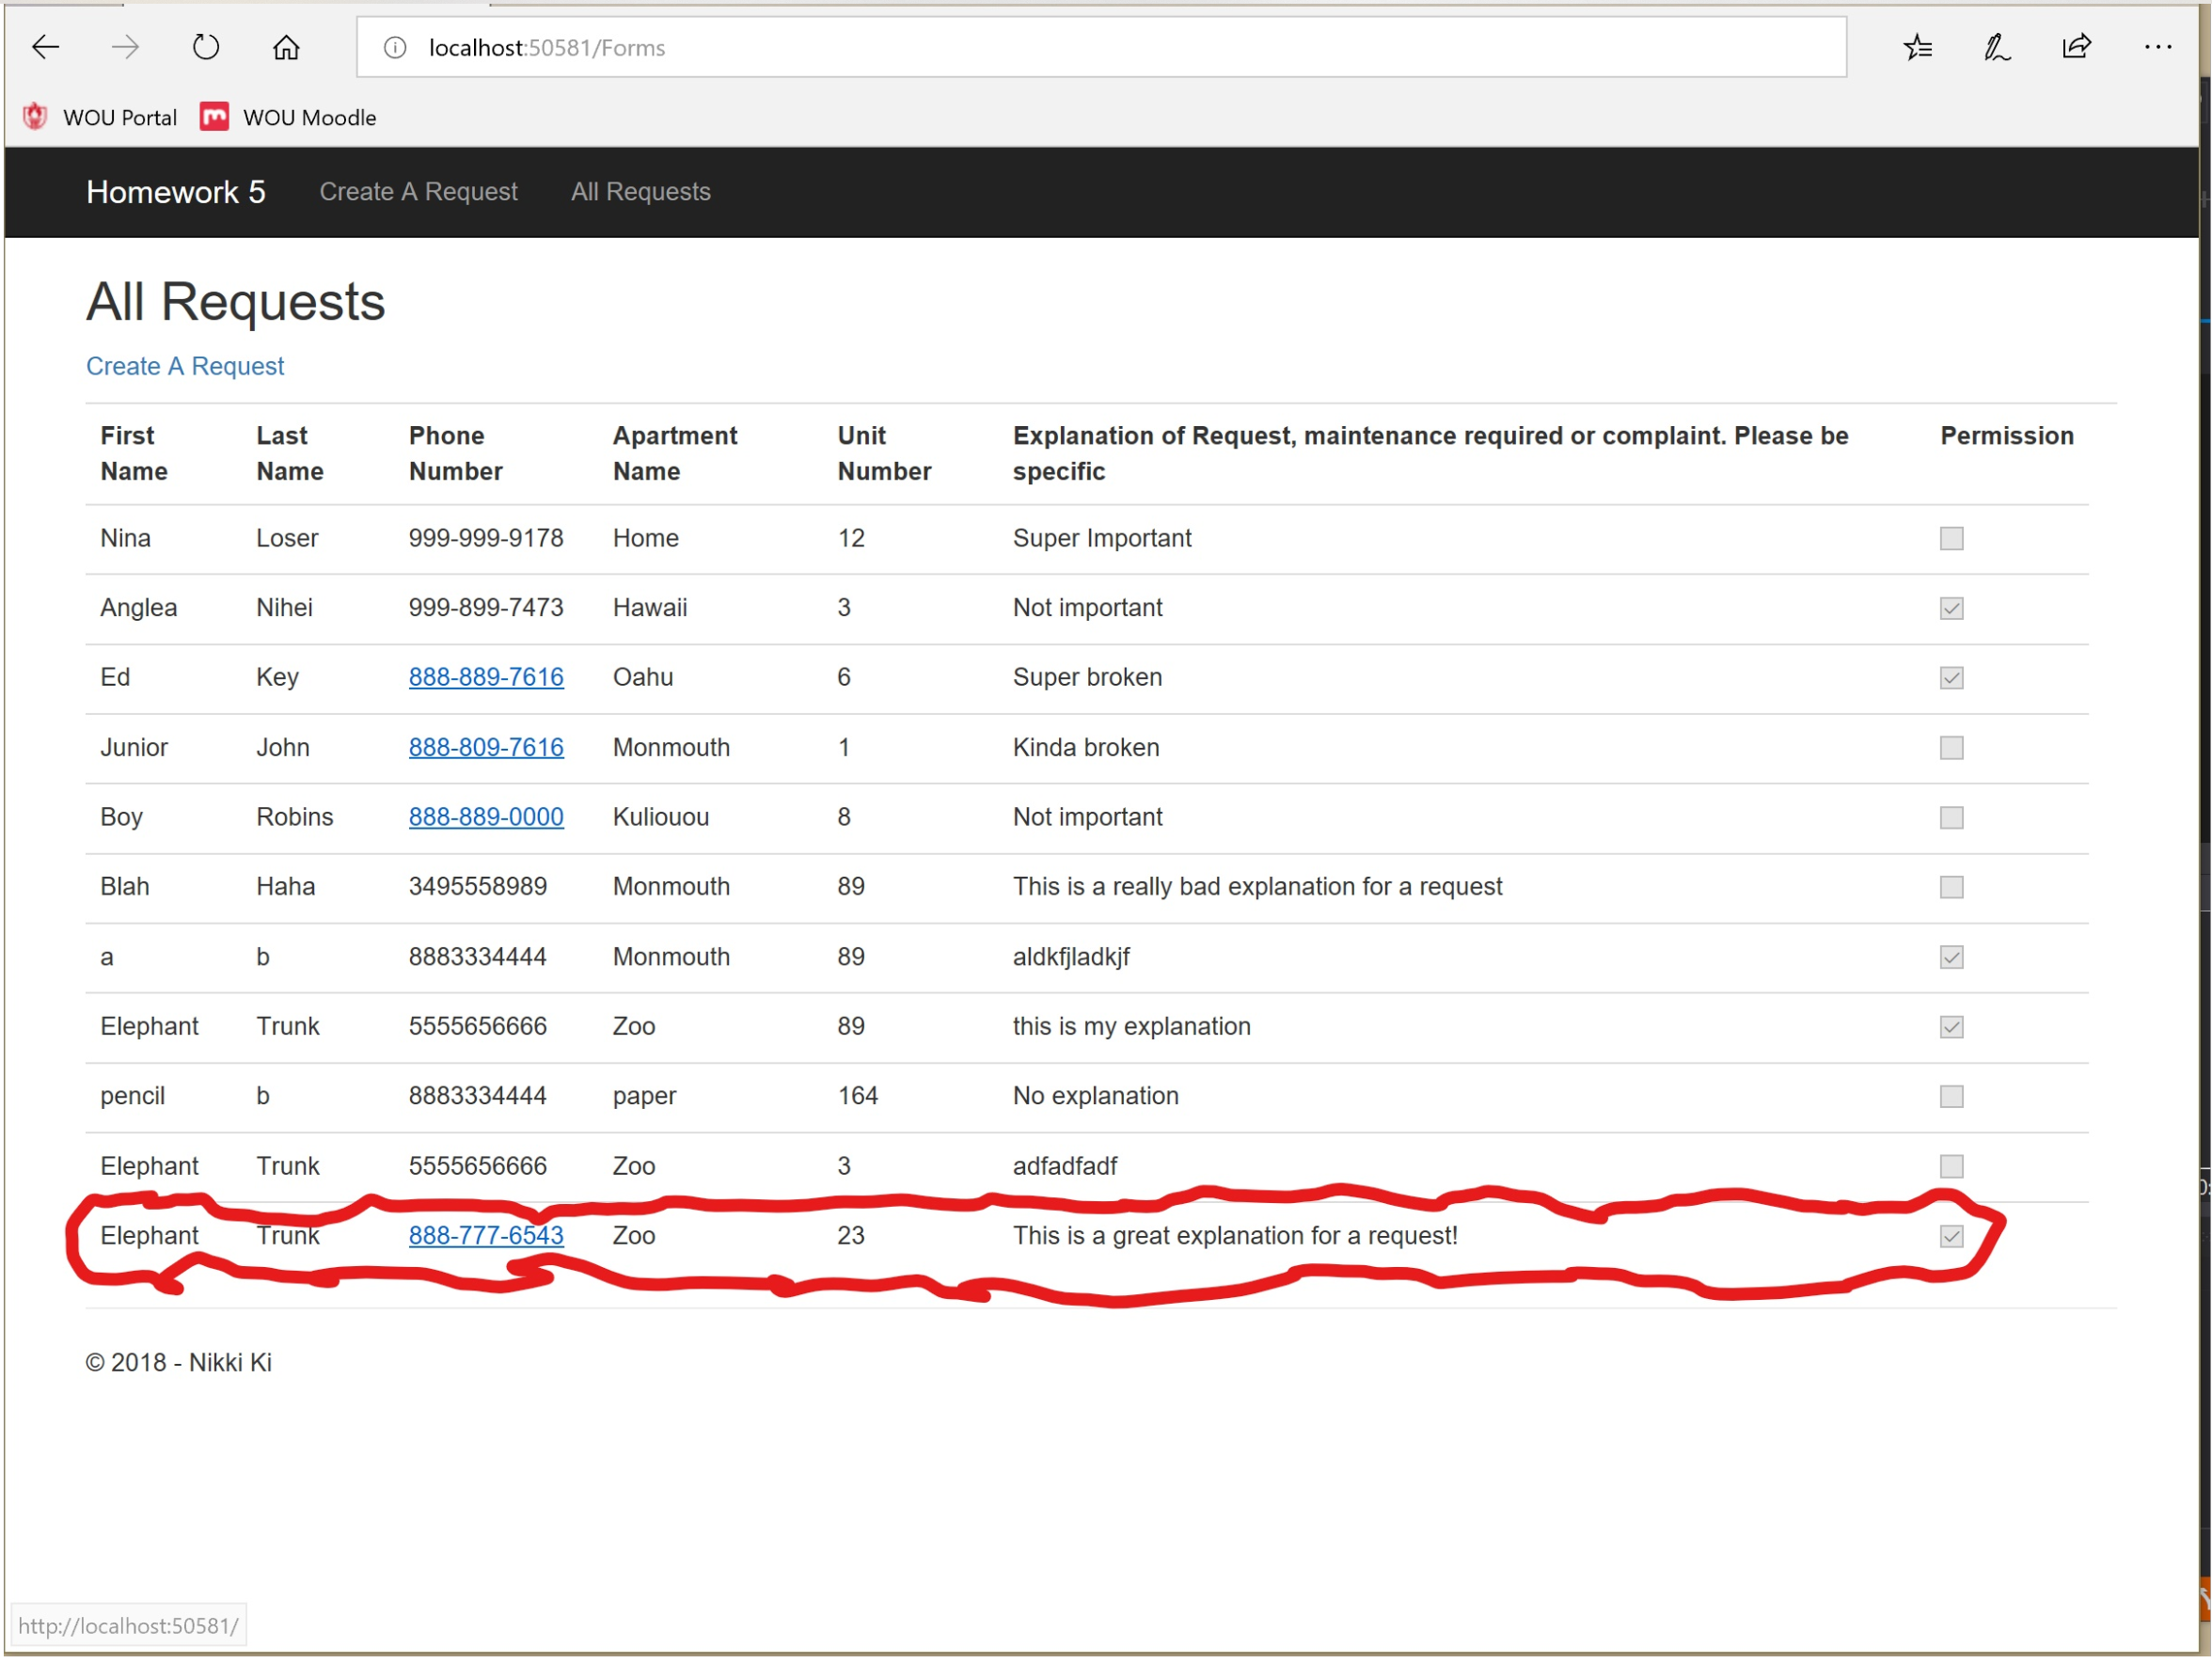 localhost:50581/Forms
WOU Portal WOU Moodle
Homework 5 Create A Request All Requests
All Requests
Create A Request
First Last Phone Apartment Unit Explanation of Request, maintenance required or complaint. Please be Permission
Name Name Number Name Number specific
Nina Loser 999-999-9178 Home 12 Super Important
Anglea Nihei 999-899-7473 Hawaii 3 Not important
Ed Key 888-889-7616 Oahu 6 Super broken
Junior John 888-809-7616 Monmouth 1 Kinda broken
Boy Robins 888-889-0000 Kuliouou 8 Not important
Blah Haha 3495558989 Monmouth 89 This is a really bad explanation for a request
a b 8883334444 Monmouth 89 aldkfjladkjf
Elephant Trunk 5555656666 Zoo 89 this is my explanation
pencil b 8883334444 paper 164 No explanation
Elephant Trunk 5555656666 Zoo 3 adfadfadf
Elephant Trunk 888-777-6543 Zoo 23 This is a great explanation for a request!
© 2018 - Nikki Ki
http://localhost:50581/